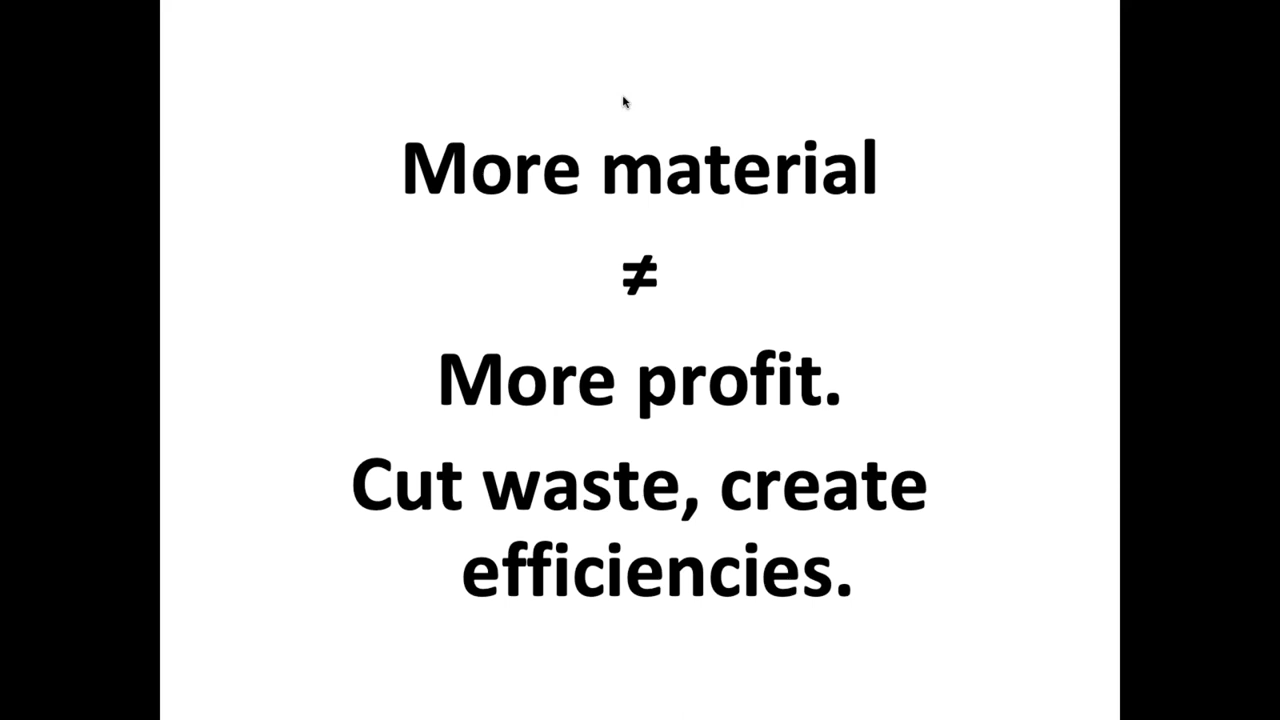 More material
≠
More profit.
Cut waste, create
efficiencies.